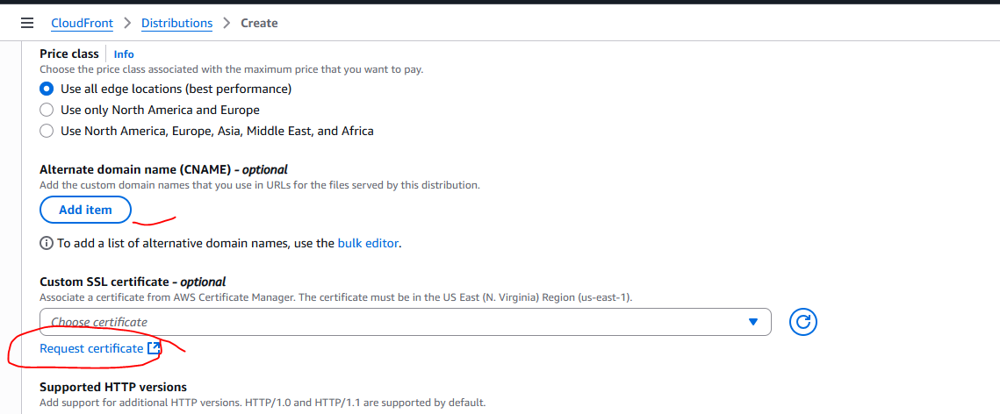 CloudFront > Distributions > Create
Price class | Info
Choose the price class associated with the maximum price that you want to pay.
Use all edge locations (best performance)
Use only North America and Europe
Use North America, Europe, Asia, Middle East, and Africa
Alternate domain name (CNAME) - optional
Add the custom domain names that you use in URLs for the files served by this distribution.
Add item
To add a list of alternative domain names, use the bulk editor.
Custom SSL certificate - optional
Associate a certificate from AWS Certificate Manager. The certificate must be in the US East (N. Virginia) Region (us-east-1).
Choose certificate
Request certificate
Supported HTTP versions
Add support for additional HTTP versions. HTTP/1.0 and HTTP/1.1 are supported by default.